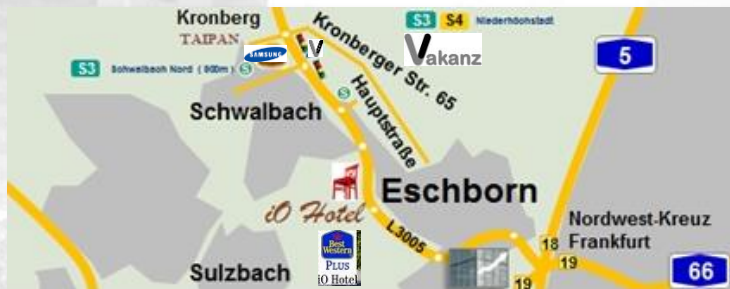 Kronberg
TAIPAN
SAMSUNG
V
S3 S4 Niederhöchstadt
Vakanz
5
S3 Schwalbach Nord ( 800m ) S
Kronberger Str. 65
Hauptstraße
S
Schwalbach
Eschborn
iO Hotel
L3005
Nordwest-Kreuz
Frankfurt
18
19
19
Best
Western
PLUS
iO Hotel
Sulzbach
66